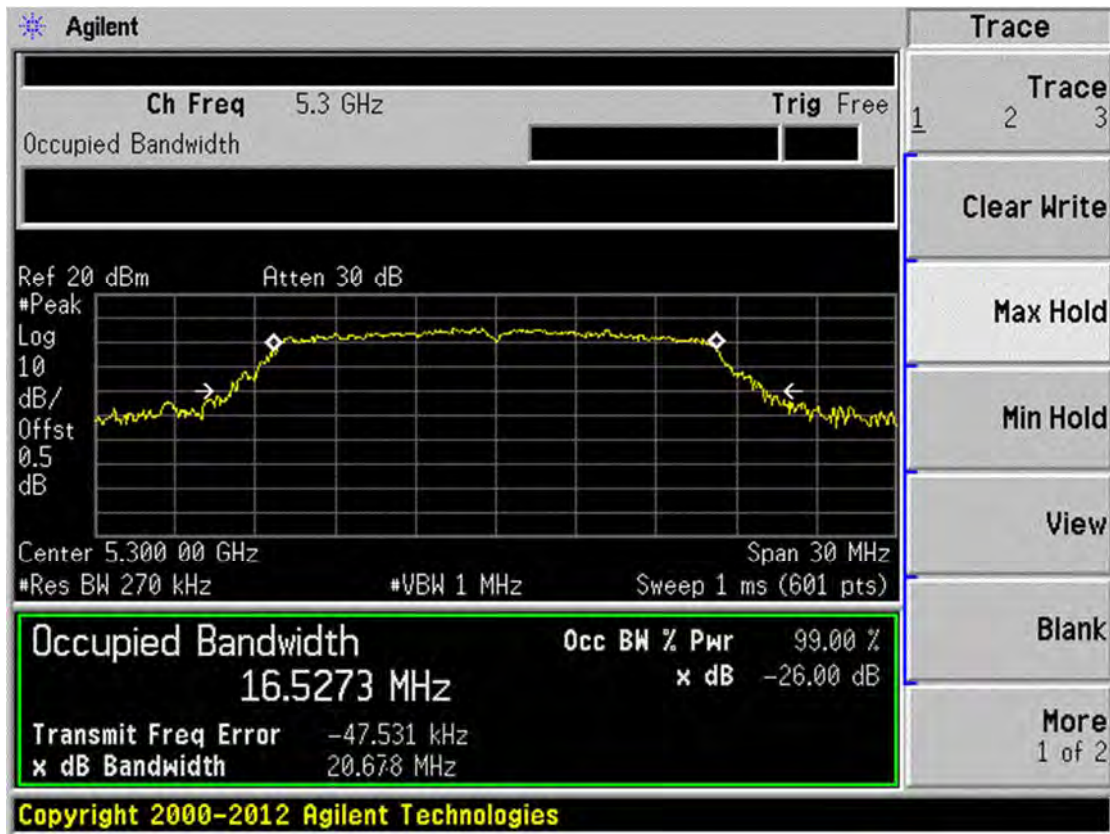 Agilent
Trace
Ch Freq 5.3 GHz Trig Free
Occupied Bandwidth
Trace
1 2 3
Clear Write
Max Hold
Min Hold
View
Blank
More
1 of 2
Ref 20 dBm Atten 30 dB
#Peak
Log
10
dB/
Offst
0.5
dB
Center 5.300 00 GHz Span 30 MHz
#Res BW 270 kHz #VBW 1 MHz Sweep 1 ms (601 pts)
Occupied Bandwidth
16.5273 MHz
Occ BW % Pwr 99.00 %
x dB -26.00 dB
Transmit Freq Error -47.531 kHz
x dB Bandwidth 20.678 MHz
Copyright 2000-2012 Agilent Technologies